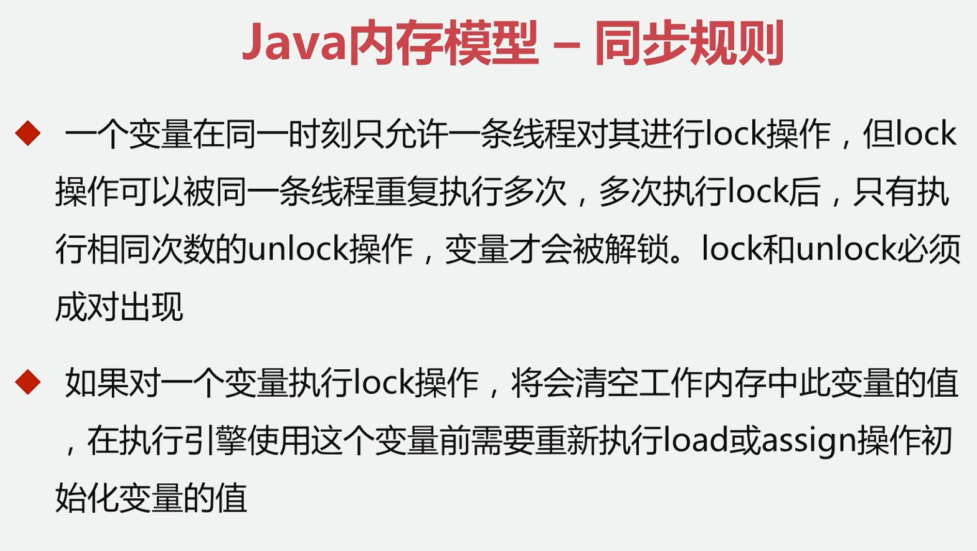 Java内存模型 – 同步规则
◆ 一个变量在同一时刻只允许一条线程对其进行lock操作，但lock
操作可以被同一条线程重复执行多次，多次执行lock后，只有执
行相同次数的unlock操作，变量才会被解锁。lock和unlock必须
成对出现
◆ 如果对一个变量执行lock操作，将会清空工作内存中此变量的值
，在执行引擎使用这个变量前需要重新执行load或assign操作初
始化变量的值